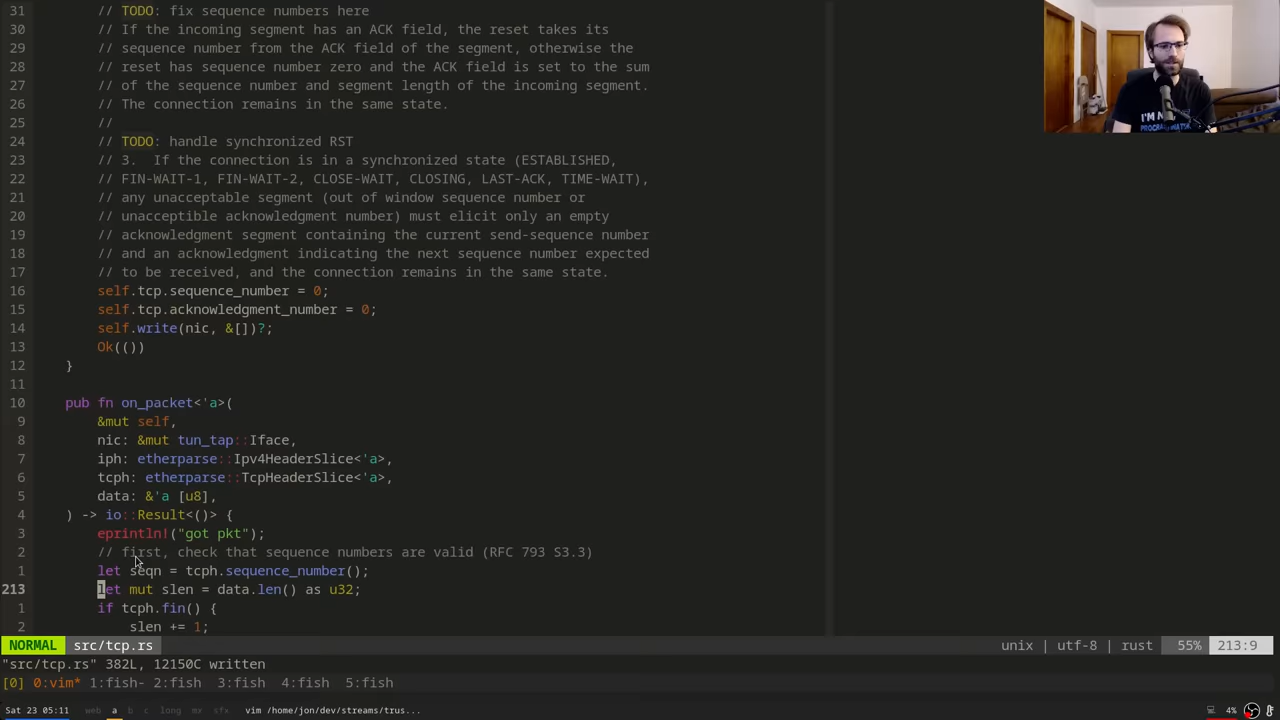 31 // TODO: fix sequence numbers here
30 // If the incoming segment has an ACK field, the reset takes its
29 // sequence number from the ACK field of the segment, otherwise the
28 // reset has sequence number zero and the ACK field is set to the sum
27 // of the sequence number and segment length of the incoming segment.
26 // The connection remains in the same state.
25 //
24 // TODO: handle synchronized RST
23 // 3.  If the connection is in a synchronized state (ESTABLISHED,
22 // FIN-WAIT-1, FIN-WAIT-2, CLOSE-WAIT, CLOSING, LAST-ACK, TIME-WAIT),
21 // any unacceptable segment (out of window sequence number or
20 // unacceptible acknowledgment number) must elicit only an empty
19 // acknowledgment segment containing the current send-sequence number
18 // and an acknowledgment indicating the next sequence number expected
17 // to be received, and the connection remains in the same state.
16 self.tcp.sequence_number = 0;
15 self.tcp.acknowledgment_number = 0;
14 self.write(nic, &[])?;
13 Ok(())
12 }
11
10 pub fn on_packet<'a>(
9 &mut self,
8 nic: &mut tun_tap::Iface,
7 iph: etherparse::Ipv4HeaderSlice<'a>,
6 tcph: etherparse::TcpHeaderSlice<'a>,
5 data: &'a [u8],
4 ) -> io::Result<()> {
3 eprintln!("got pkt");
2 // first, check that sequence numbers are valid (RFC 793 S3.3)
1 let seqn = tcph.sequence_number();
213 let mut slen = data.len() as u32;
1 if tcph.fin() {
2 slen += 1;
NORMAL src/tcp.rs unix | utf-8 | rust 55% 213:9
"src/tcp.rs" 382L, 12150C written
[0] 0:vim* 1:fish- 2:fish 3:fish 4:fish 5:fish
Sat 23 05:11 web a b c long mx sfx vim /home/jon/dev/streams/trus... 4%